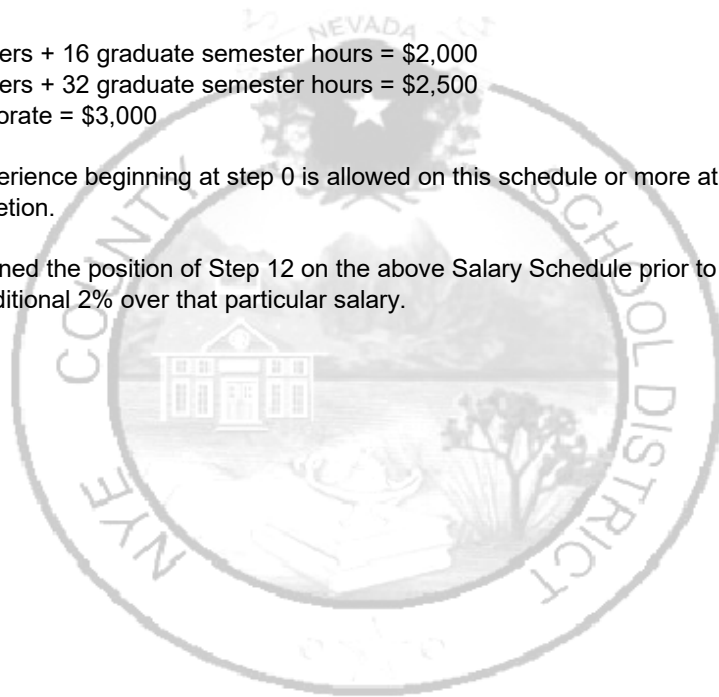 NEVADA
ers + 16 graduate semester hours = $2,000
ers + 32 graduate semester hours = $2,500
orate = $3,000
erience beginning at step 0 is allowed on this schedule or more at
etion.
ned the position of Step 12 on the above Salary Schedule prior to
ditional 2% over that particular salary.
NYE COUNTY SCHOOL DISTRICT